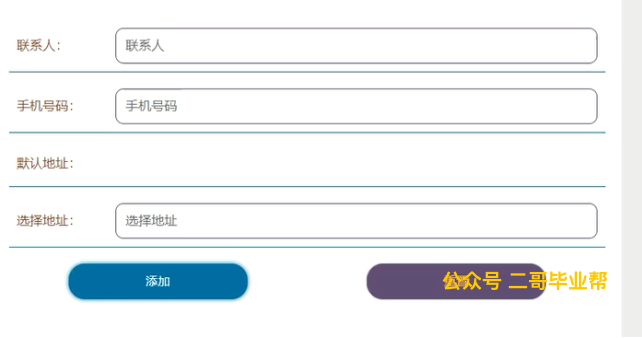 联系人： 联系人
手机号码： 手机号码
默认地址：
选择地址： 选择地址
添加
公众号 二哥毕业帮